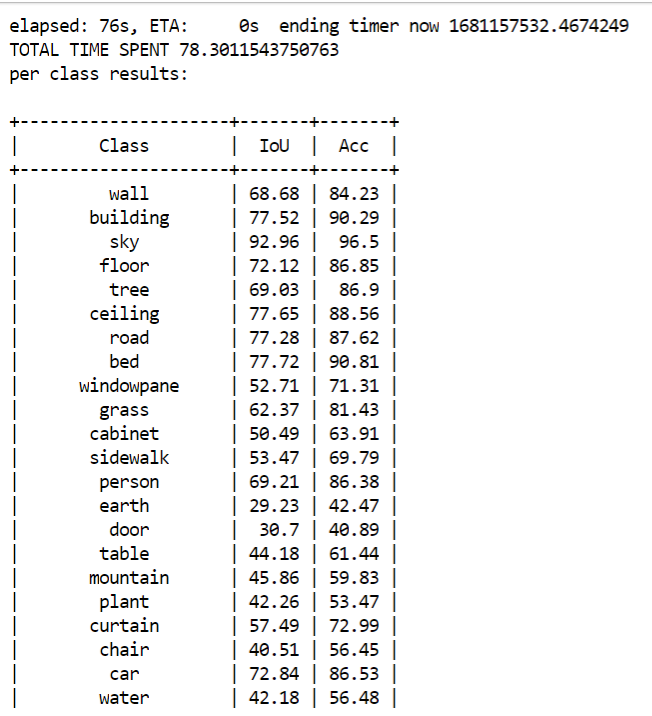 elapsed: 76s, ETA:     0s  ending timer now 1681157532.4674249
TOTAL TIME SPENT 78.3011543750763
per class results:

+---------------------+-------+-------+
|        Class        |  IoU  |  Acc  |
+---------------------+-------+-------+
|         wall        | 68.68 | 84.23 |
|       building      | 77.52 | 90.29 |
|         sky         | 92.96 |  96.5 |
|        floor        | 72.12 | 86.85 |
|         tree        | 69.03 |  86.9 |
|       ceiling       | 77.65 | 88.56 |
|         road        | 77.28 | 87.62 |
|         bed         | 77.72 | 90.81 |
|      windowpane     | 52.71 | 71.31 |
|        grass        | 62.37 | 81.43 |
|       cabinet       | 50.49 | 63.91 |
|       sidewalk      | 53.47 | 69.79 |
|        person       | 69.21 | 86.38 |
|        earth        | 29.23 | 42.47 |
|         door        |  30.7 | 40.89 |
|        table        | 44.18 | 61.44 |
|       mountain      | 45.86 | 59.83 |
|        plant        | 42.26 | 53.47 |
|       curtain       | 57.49 | 72.99 |
|        chair        | 40.51 | 56.45 |
|         car         | 72.84 | 86.53 |
|        water        | 42.18 | 56.48 |